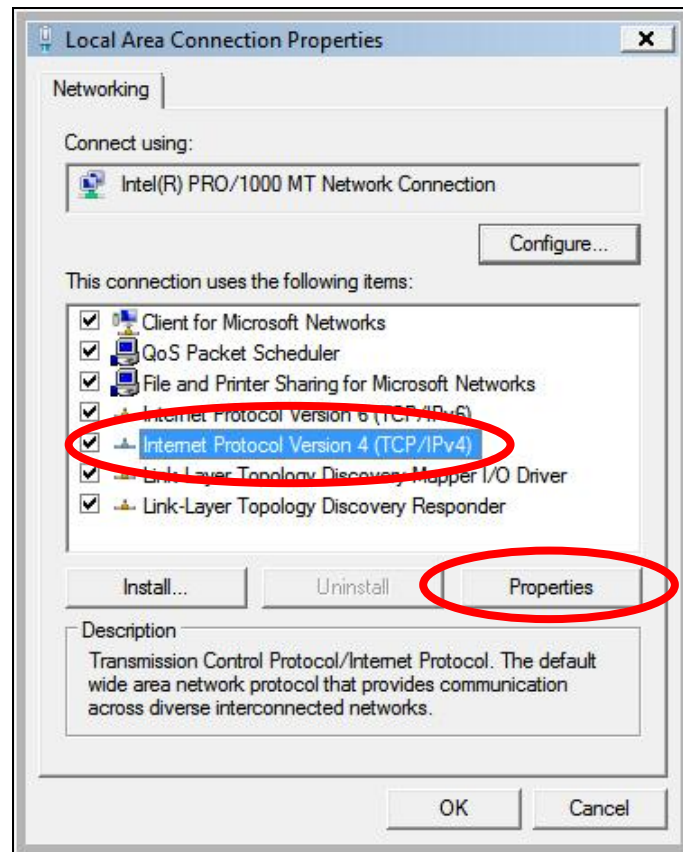 Local Area Connection Properties
Networking
Connect using:
Intel(R) PRO/1000 MT Network Connection
Configure...
This connection uses the following items:
Client for Microsoft Networks
QoS Packet Scheduler
File and Printer Sharing for Microsoft Networks
Internet Protocol Version 6 (TCP/IPv6)
Internet Protocol Version 4 (TCP/IPv4)
Link-Layer Topology Discovery Mapper I/O Driver
Link-Layer Topology Discovery Responder
Install...
Uninstall
Properties
Description
Transmission Control Protocol/Internet Protocol. The default
wide area network protocol that provides communication
across diverse interconnected networks.
OK
Cancel